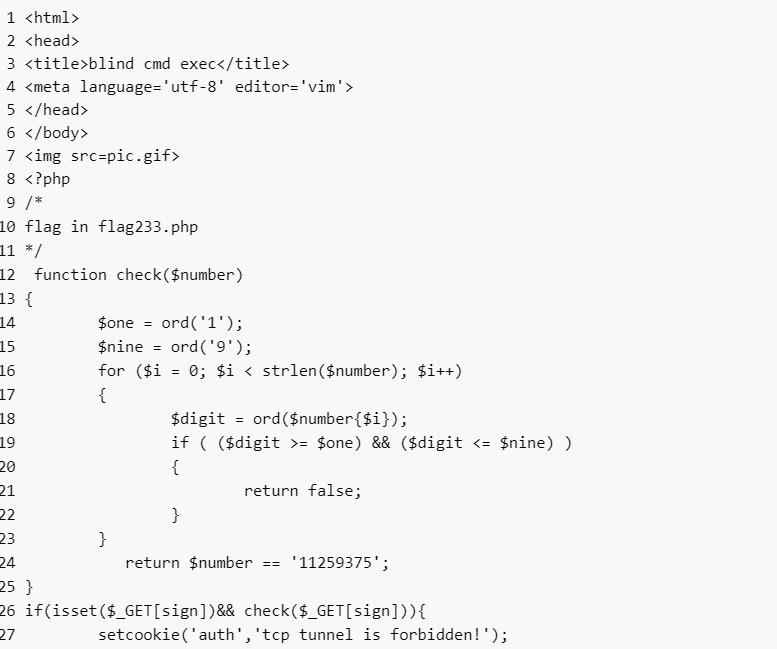 1 <html>
2 <head>
3 <title>blind cmd exec</title>
4 <meta language='utf-8' editor='vim'>
5 </head>
6 </body>
7 <img src=pic.gif>
8 <?php
9 /*
10 flag in flag233.php
11 */
12  function check($number)
13 {
14         $one = ord('1');
15         $nine = ord('9');
16         for ($i = 0; $i < strlen($number); $i++)
17         {
18                 $digit = ord($number{$i});
19                 if ( ($digit >= $one) && ($digit <= $nine) )
20                 {
21                         return false;
22                 }
23         }
24            return $number == '11259375';
25 }
26 if(isset($_GET[sign])&& check($_GET[sign])){
27         setcookie('auth','tcp tunnel is forbidden!');